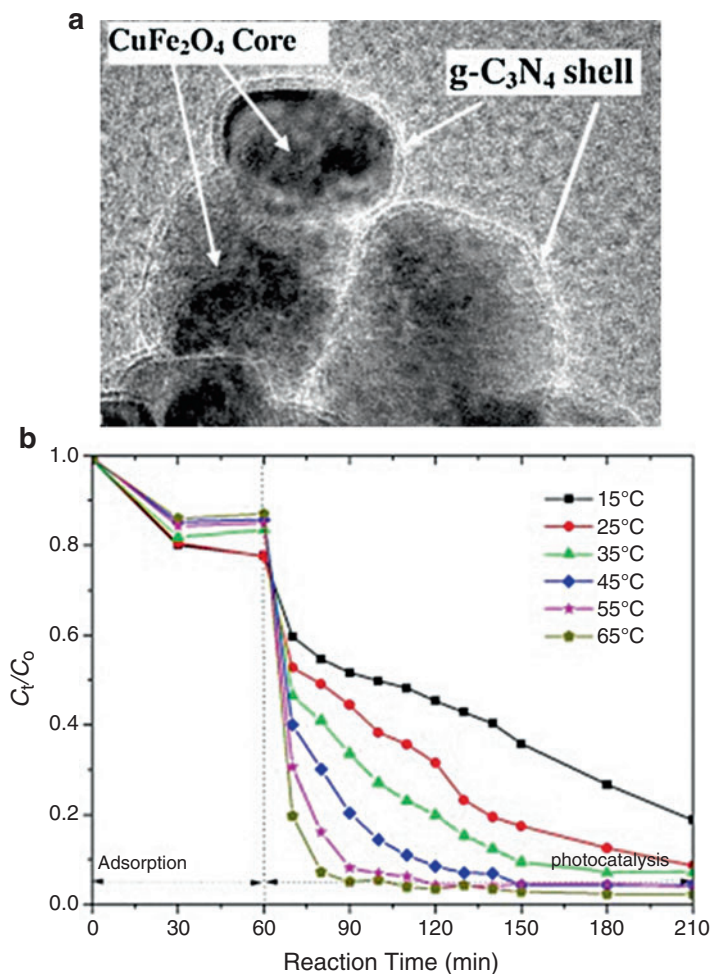 a
CuFe₂O₄ Core
g-C₃N₄ shell
b
1.0
0.8
0.6
0.4
0.2
0.0
Cₜ/Cₒ
15°C
25°C
35°C
45°C
55°C
65°C
Adsorption
photocatalysis
0 30 60 90 120 150 180 210
Reaction Time (min)